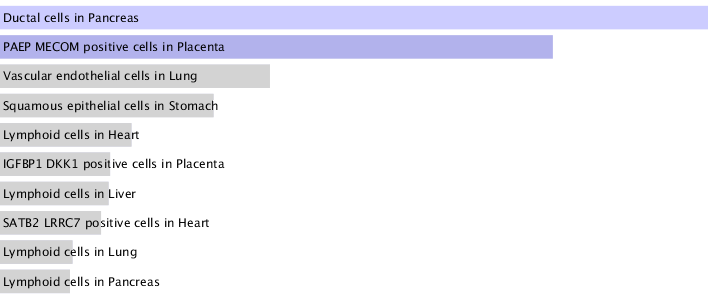 Ductal cells in Pancreas
PAEP MECOM positive cells in Placenta
Vascular endothelial cells in Lung
Squamous epithelial cells in Stomach
Lymphoid cells in Heart
IGFBP1 DKK1 positive cells in Placenta
Lymphoid cells in Liver
SATB2 LRRC7 positive cells in Heart
Lymphoid cells in Lung
Lymphoid cells in Pancreas